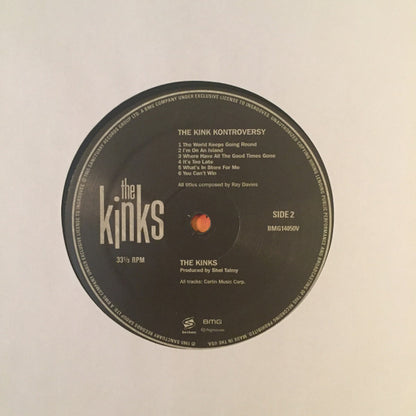 THE KINK KONTROVERSY
1 The World Keeps Going Round
2 I'm On An Island
3 Where Have All The Good Times Gone
4 It's Too Late
5 What's In Store For Me
6 You Can't Win
All titles composed by Ray Davies
the
kinks
33⅓ RPM
SIDE 2
BMG14050V
THE KINKS
Produced by Shel Talmy
All tracks: Carlin Music Corp.
BMG